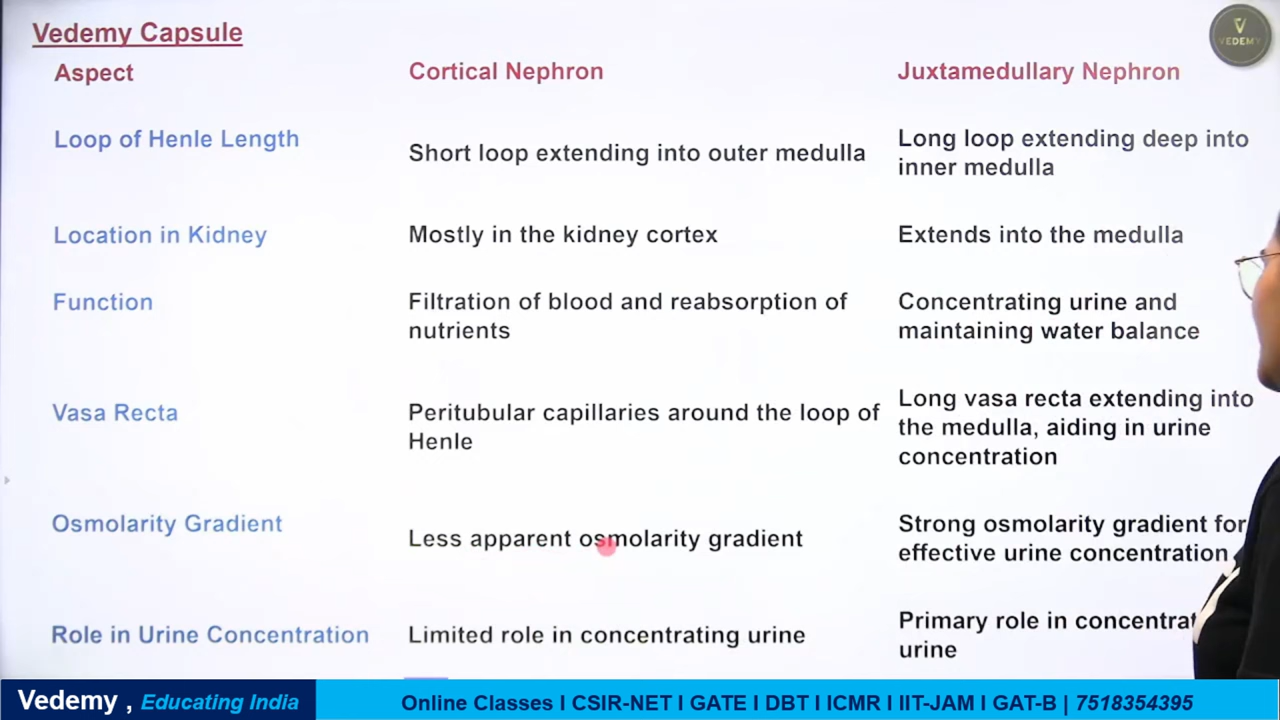 Vedemy Capsule
VEDEMY
Aspect
Cortical Nephron
Juxtamedullary Nephron
Loop of Henle Length
Short loop extending into outer medulla
Long loop extending deep into
inner medulla
Location in Kidney
Mostly in the kidney cortex
Extends into the medulla
Function
Filtration of blood and reabsorption of
nutrients
Concentrating urine and
maintaining water balance
Vasa Recta
Peritubular capillaries around the loop of
Henle
Long vasa recta extending into
the medulla, aiding in urine
concentration
Osmolarity Gradient
Less apparent osmolarity gradient
Strong osmolarity gradient for
effective urine concentration
Role in Urine Concentration
Limited role in concentrating urine
Primary role in
urine
Vedemy , Educating India
Online Classes I CSIR-NET I GATE I DBT I ICMR I IIT-JAM I GAT-B | 7518354395